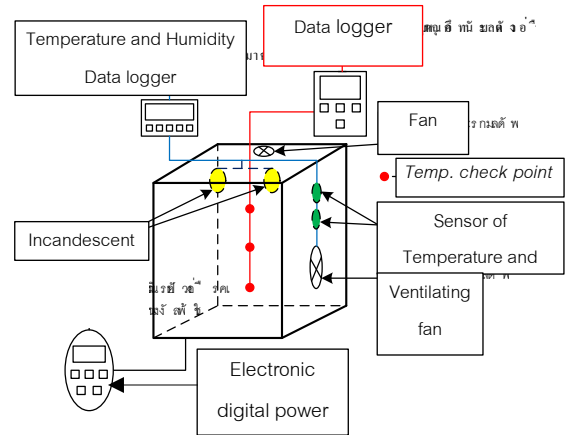 Temperature and Humidity
Data logger
Data logger
Fan
Temp. check point
Incandescent
Sensor of
Temperature and
Ventilating
fan
Electronic
digital power